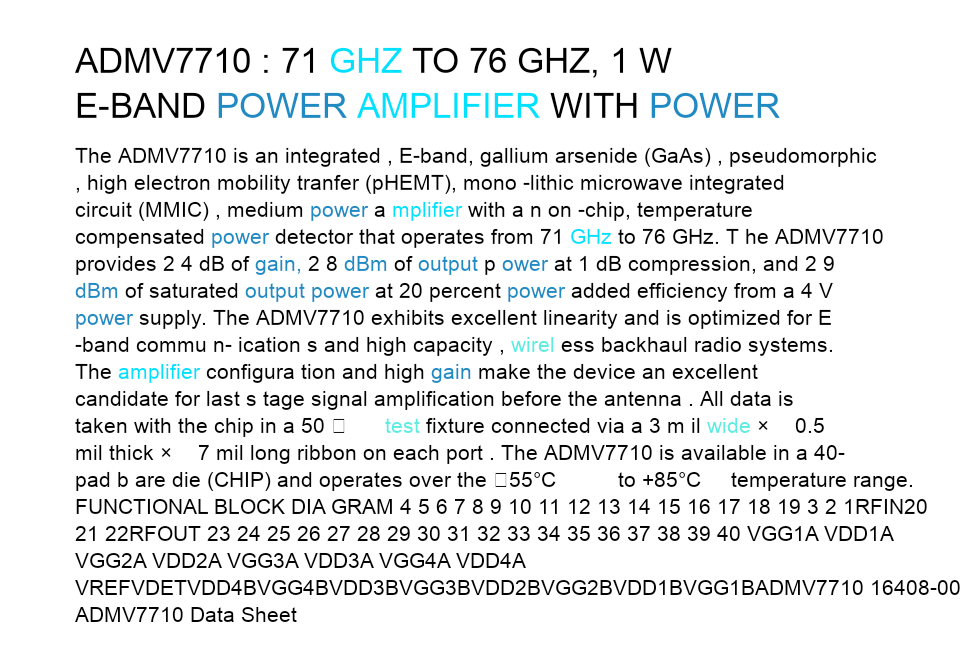 ADMV7710 : 71 GHZ TO 76 GHZ, 1 W
E-BAND POWER AMPLIFIER WITH POWER
The ADMV7710 is an integrated , E-band, gallium arsenide (GaAs) , pseudomorphic
, high electron mobility tranfer (pHEMT), mono -lithic microwave integrated
circuit (MMIC) , medium power a mplifier with a n on -chip, temperature
compensated power detector that operates from 71 GHz to 76 GHz. T he ADMV7710
provides 2 4 dB of gain, 2 8 dBm of output p ower at 1 dB compression, and 2 9
dBm of saturated output power at 20 percent power added efficiency from a 4 V
power supply. The ADMV7710 exhibits excellent linearity and is optimized for E
-band commu n- ication s and high capacity , wirel ess backhaul radio systems.
The amplifier configura tion and high gain make the device an excellent
candidate for last s tage signal amplification before the antenna . All data is
taken with the chip in a 50 □ test fixture connected via a 3 m il wide × 0.5
mil thick × 7 mil long ribbon on each port . The ADMV7710 is available in a 40-
pad b are die (CHIP) and operates over the □55°C to +85°C temperature range.
FUNCTIONAL BLOCK DIA GRAM 4 5 6 7 8 9 10 11 12 13 14 15 16 17 18 19 3 2 1RFIN20
21 22RFOUT 23 24 25 26 27 28 29 30 31 32 33 34 35 36 37 38 39 40 VGG1A VDD1A
VGG2A VDD2A VGG3A VDD3A VGG4A VDD4A
VREFVDETVDD4BVGG4BVDD3BVGG3BVDD2BVGG2BVDD1BVGG1BADMV7710 16408-00
ADMV7710 Data Sheet